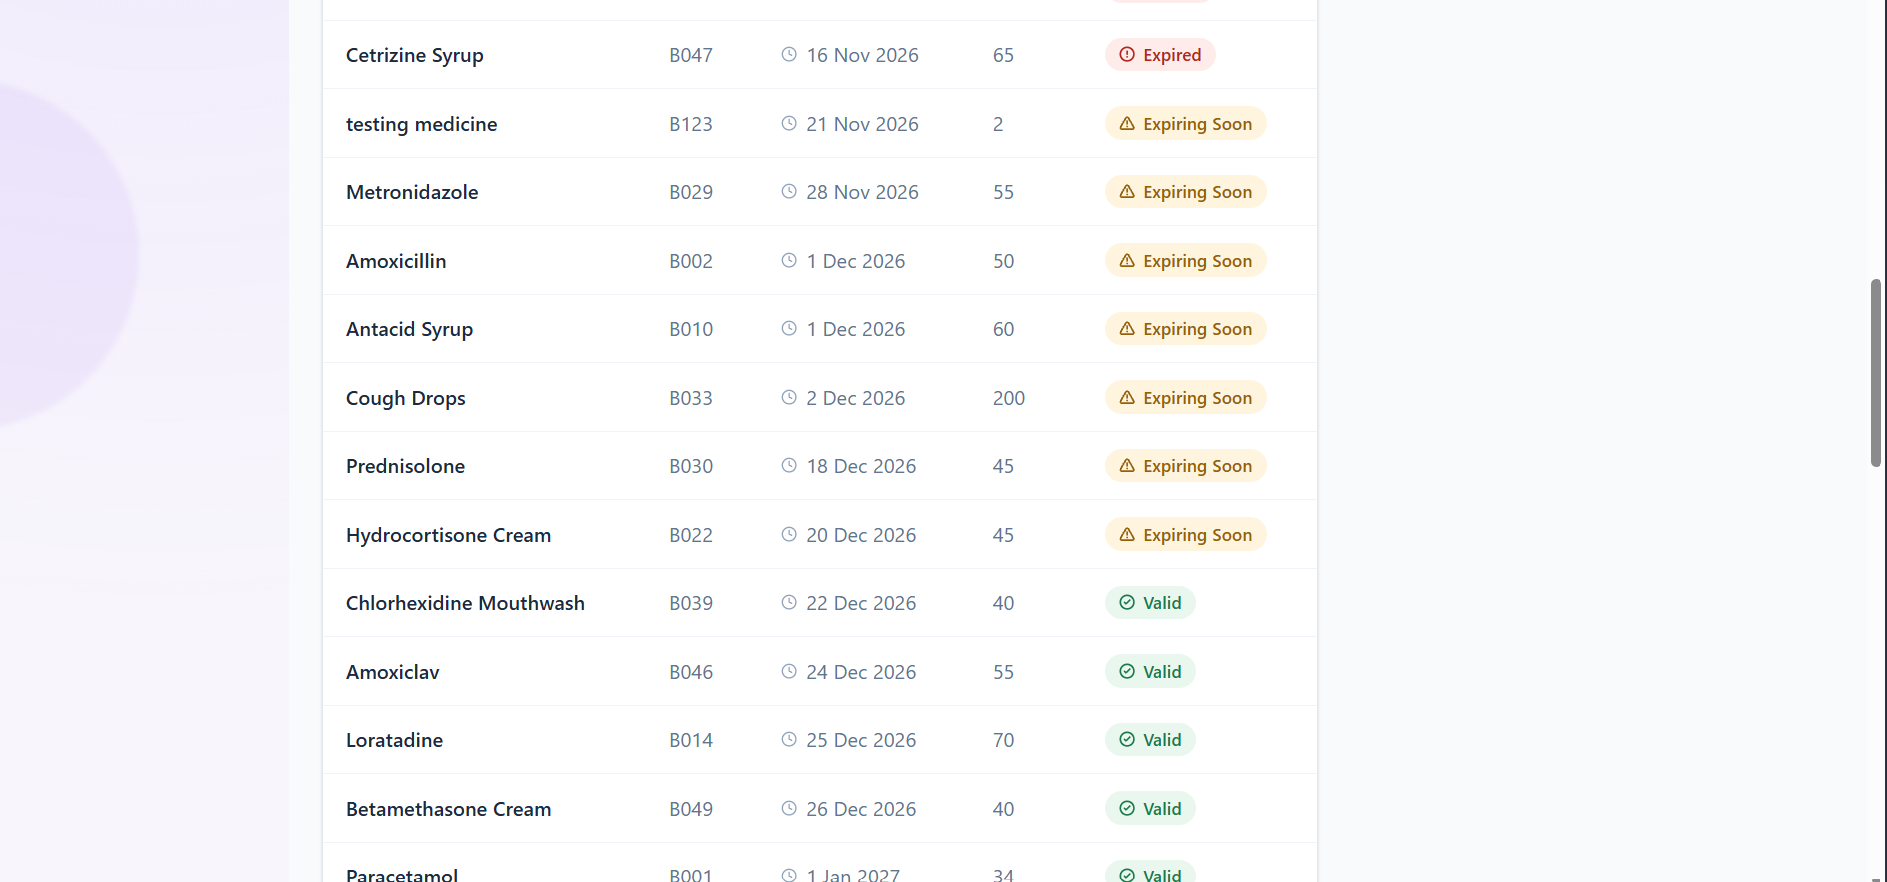 Cetrizine Syrup B047 16 Nov 2026 65 Expired
testing medicine B123 21 Nov 2026 2 Expiring Soon
Metronidazole B029 28 Nov 2026 55 Expiring Soon
Amoxicillin B002 1 Dec 2026 50 Expiring Soon
Antacid Syrup B010 1 Dec 2026 60 Expiring Soon
Cough Drops B033 2 Dec 2026 200 Expiring Soon
Prednisolone B030 18 Dec 2026 45 Expiring Soon
Hydrocortisone Cream B022 20 Dec 2026 45 Expiring Soon
Chlorhexidine Mouthwash B039 22 Dec 2026 40 Valid
Amoxiclav B046 24 Dec 2026 55 Valid
Loratadine B014 25 Dec 2026 70 Valid
Betamethasone Cream B049 26 Dec 2026 40 Valid
Paracetamol B001 1 Jan 2027 34 Valid